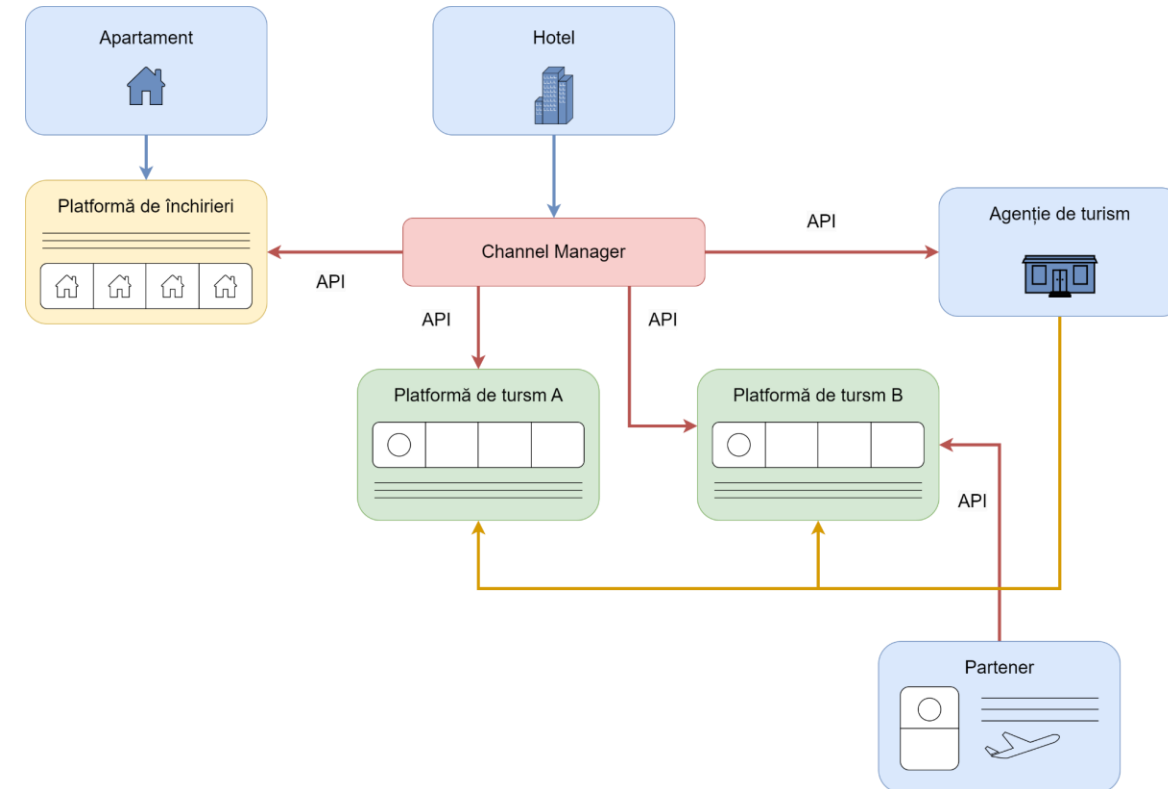 Apartament
Hotel
Platformă de închirieri
Agenție de turism
API
Channel Manager
API
API
API
Platformă de tursm A
Platformă de tursm B
API
Partener